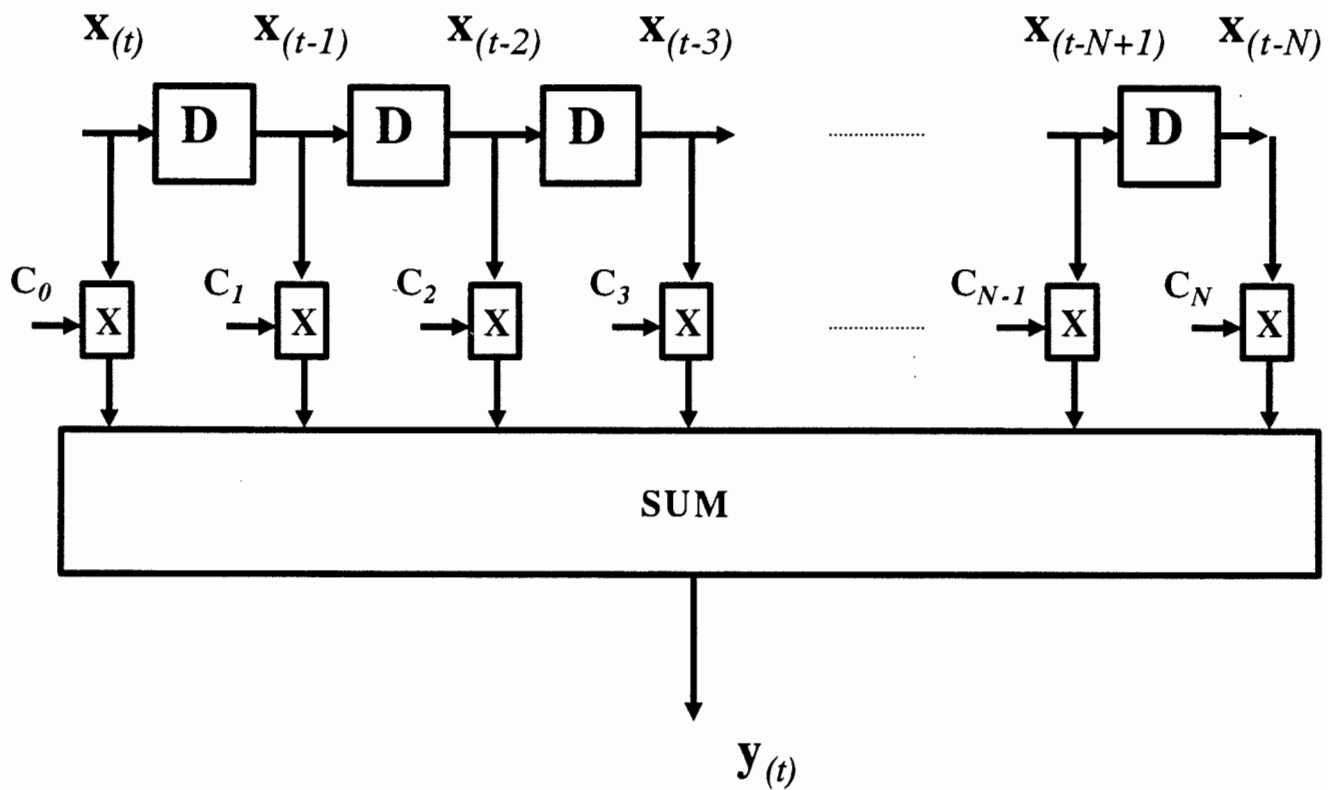 x(t) x(t-1) x(t-2) x(t-3) x(t-N+1) x(t-N)
D D D D
C0 C1 C2 C3 CN-1 CN
X X X X X X
SUM
y(t)